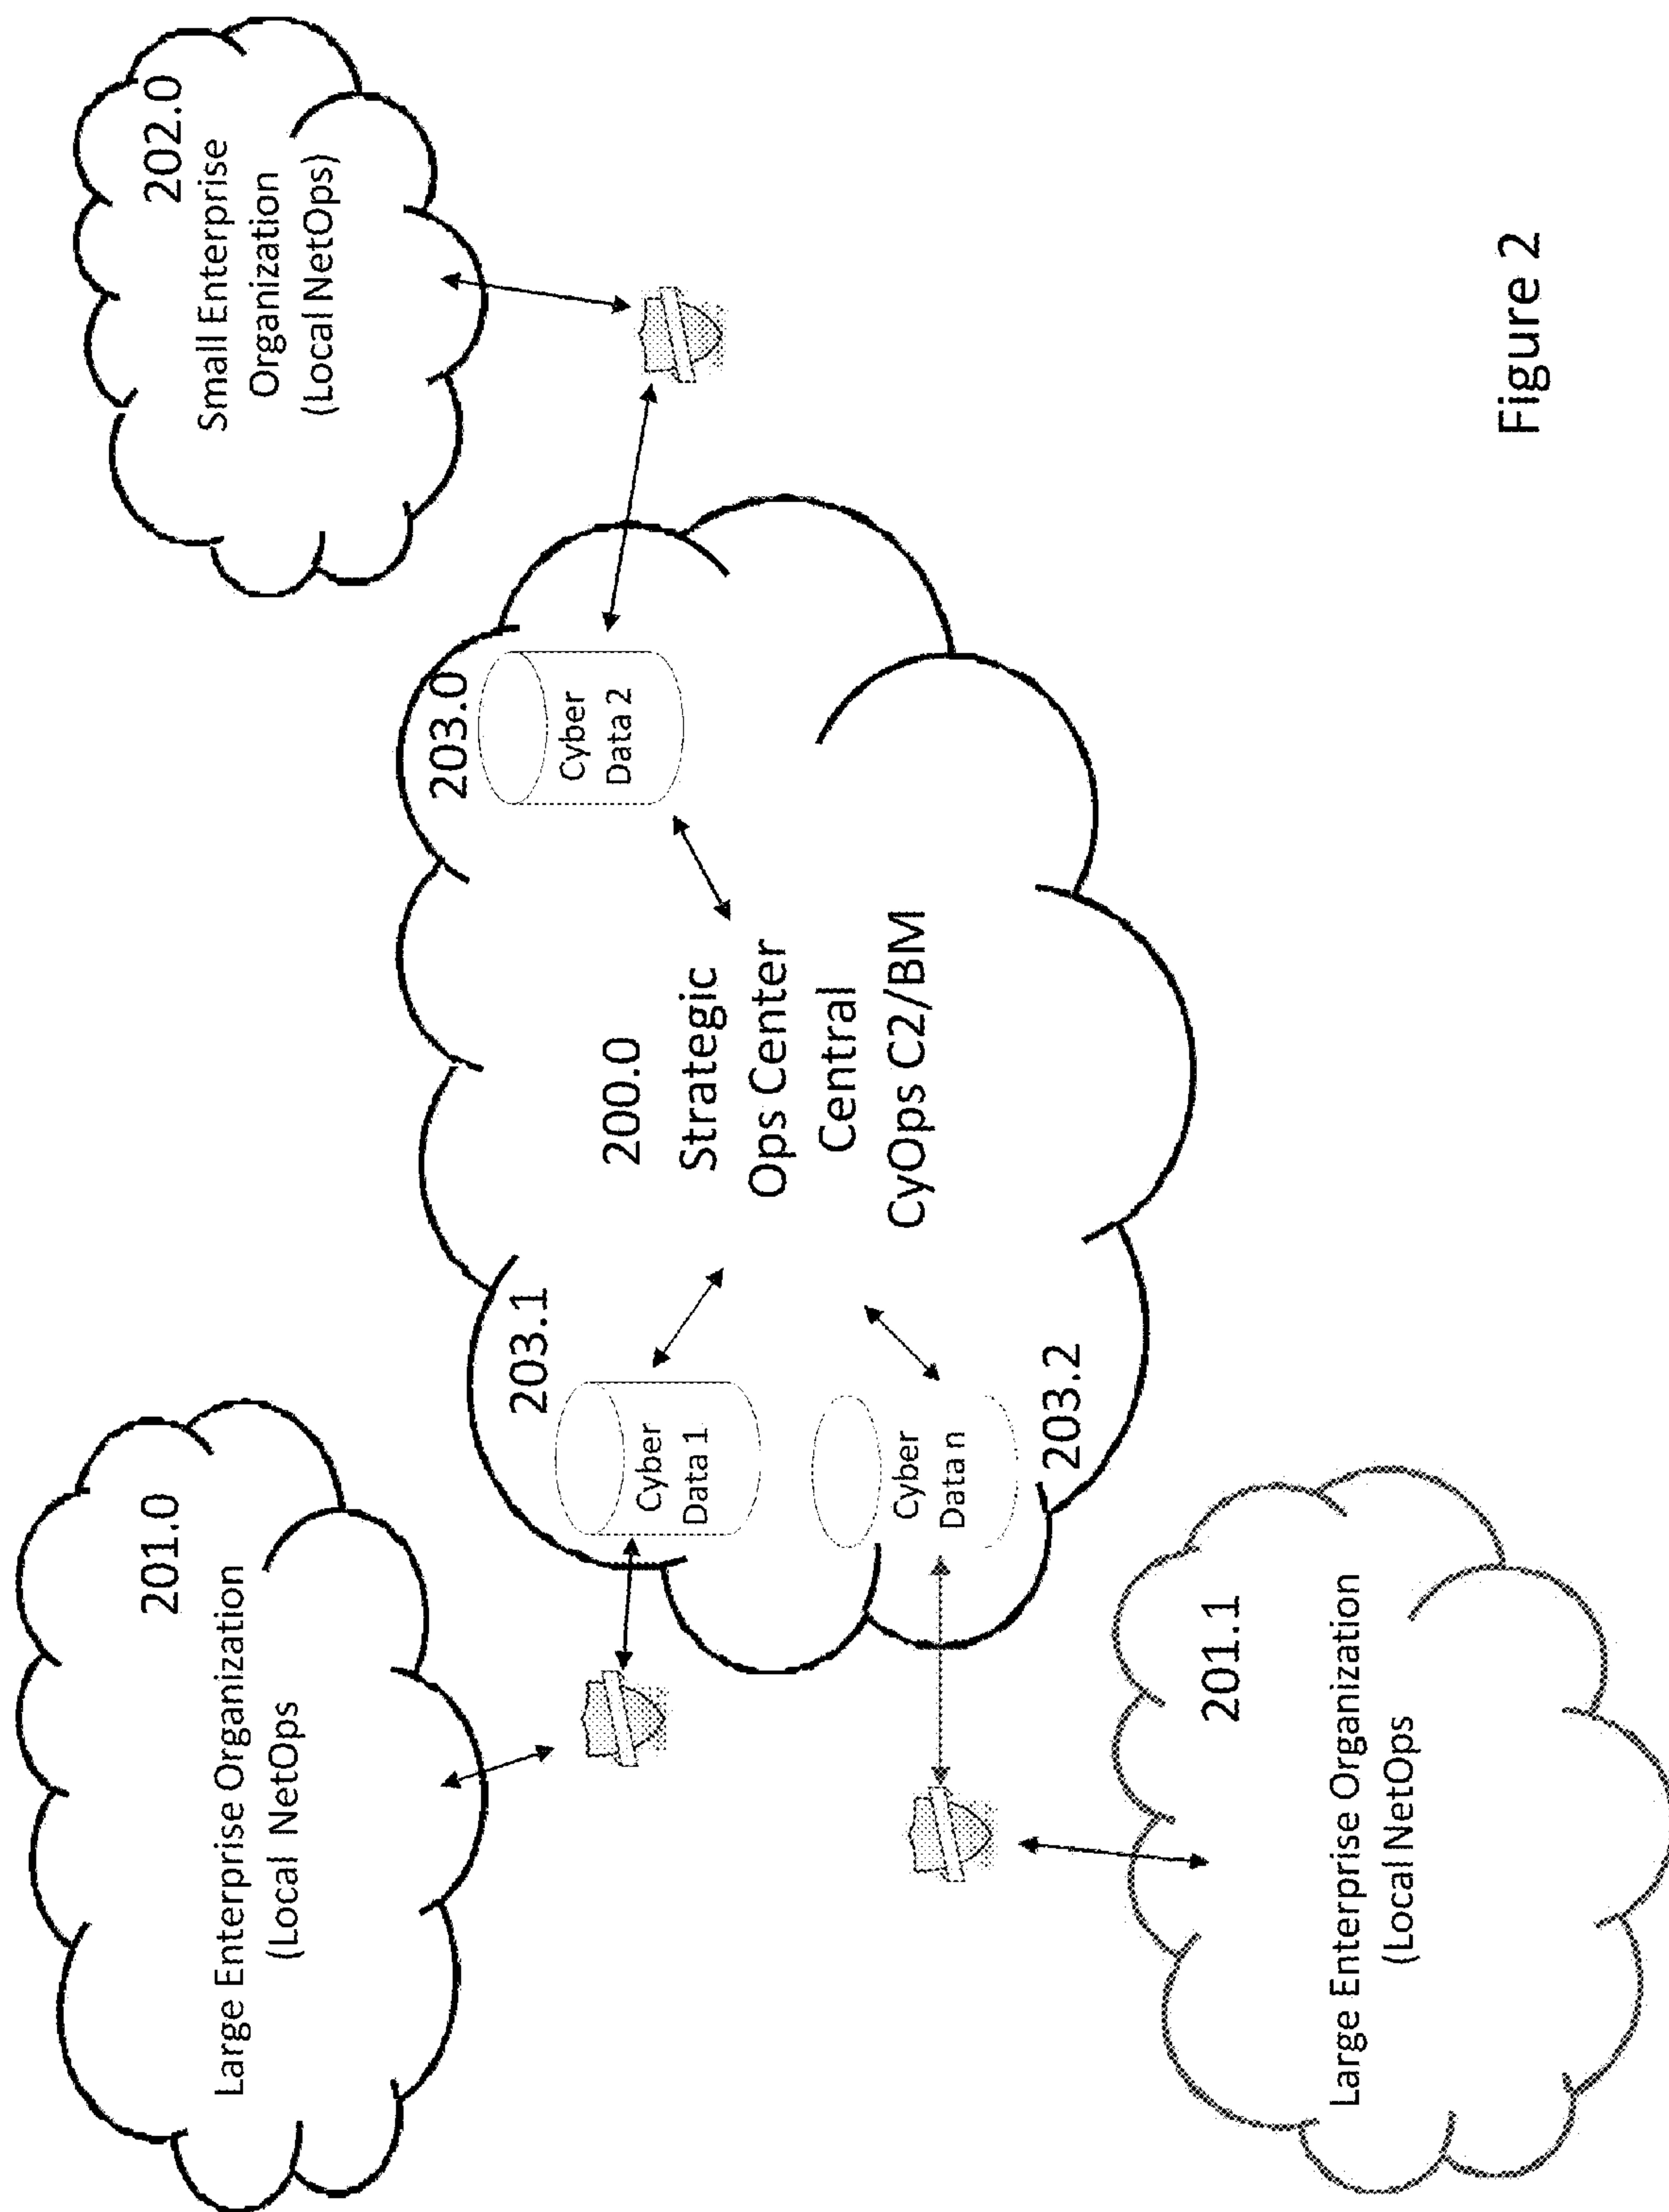 201.0
Large Enterprise Organization
(Local NetOps)
202.0
Small Enterprise
Organization
(Local NetOps)
203.1
Cyber
Data 1
203.0
Cyber
Data 2
200.0
Strategic
Ops Center
Central
CyOps C2/BM
Cyber
Data n
203.2
201.1
Large Enterprise Organization
(Local NetOps
Figure 2